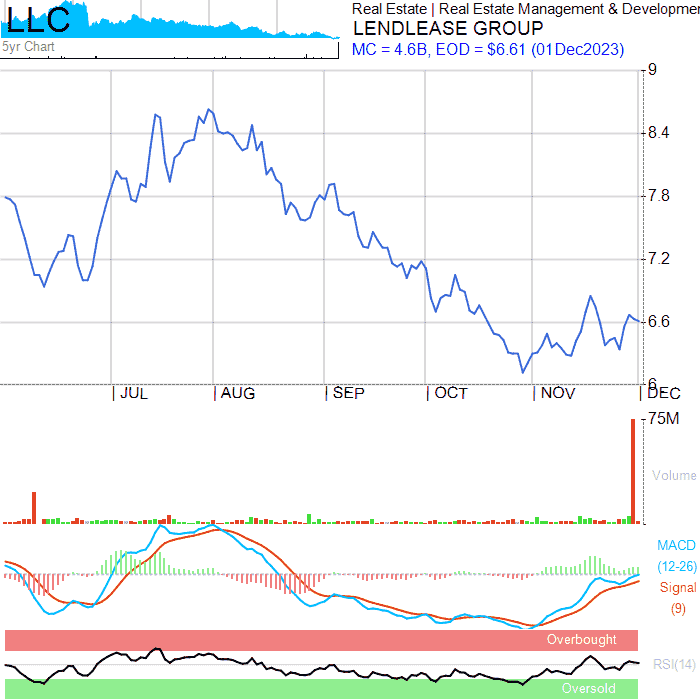 LLC
Real Estate | Real Estate Management & Developmer
LENDLEASE GROUP
5yr Chart
MC = 4.6B, EOD = $6.61 (01Dec2023)
9
8.4
7.8
7.2
6.6
6
JUL AUG SEP OCT NOV DEC
75M
Volume
MACD
(12-26)
Signal
(9)
Overbought
RSI(14)
Oversold